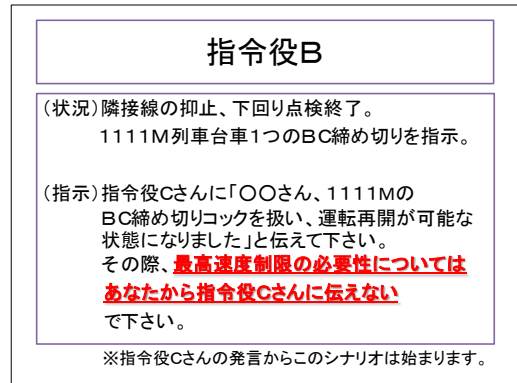 指令役B
(状況)隣接線の抑止、下回り点検終了。
1111M列車台車1つのBC締め切りを指示。
(指示)指令役Cさんに「〇〇さん、1111Mの
BC締め切りコックを扱い、運転再開が可能な
状態になりました」と伝えて下さい。
その際、最高速度制限の必要性については
あなたから指令役Cさんに伝えない
で下さい。
※指令役Cさんの発言からこのシナリオは始まります。